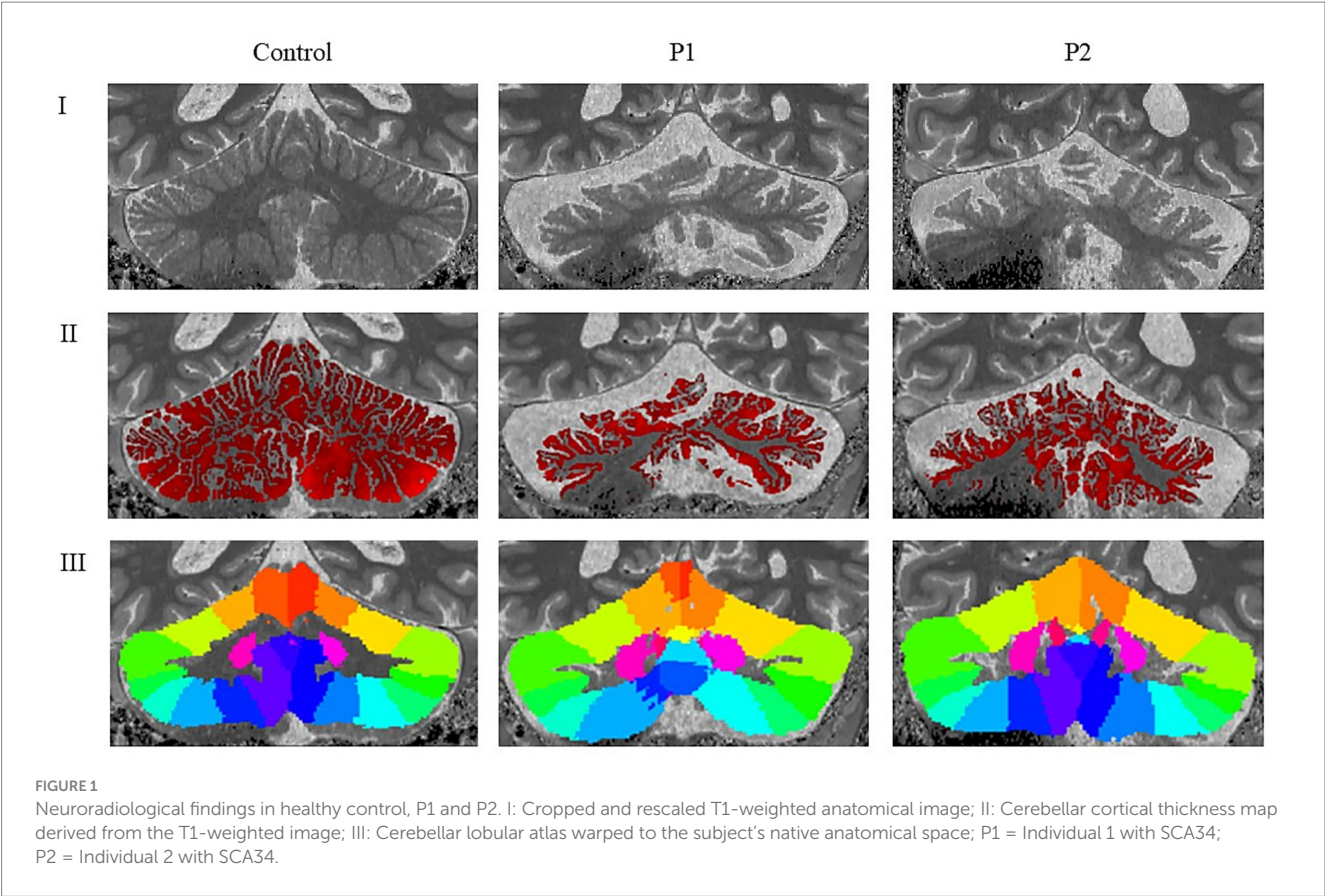 Control P1 P2
I
II
III
FIGURE 1
Neuroradiological findings in healthy control, P1 and P2. I: Cropped and rescaled T1-weighted anatomical image; II: Cerebellar cortical thickness map
derived from the T1-weighted image; III: Cerebellar lobular atlas warped to the subject’s native anatomical space; P1 = Individual 1 with SCA34;
P2 = Individual 2 with SCA34.